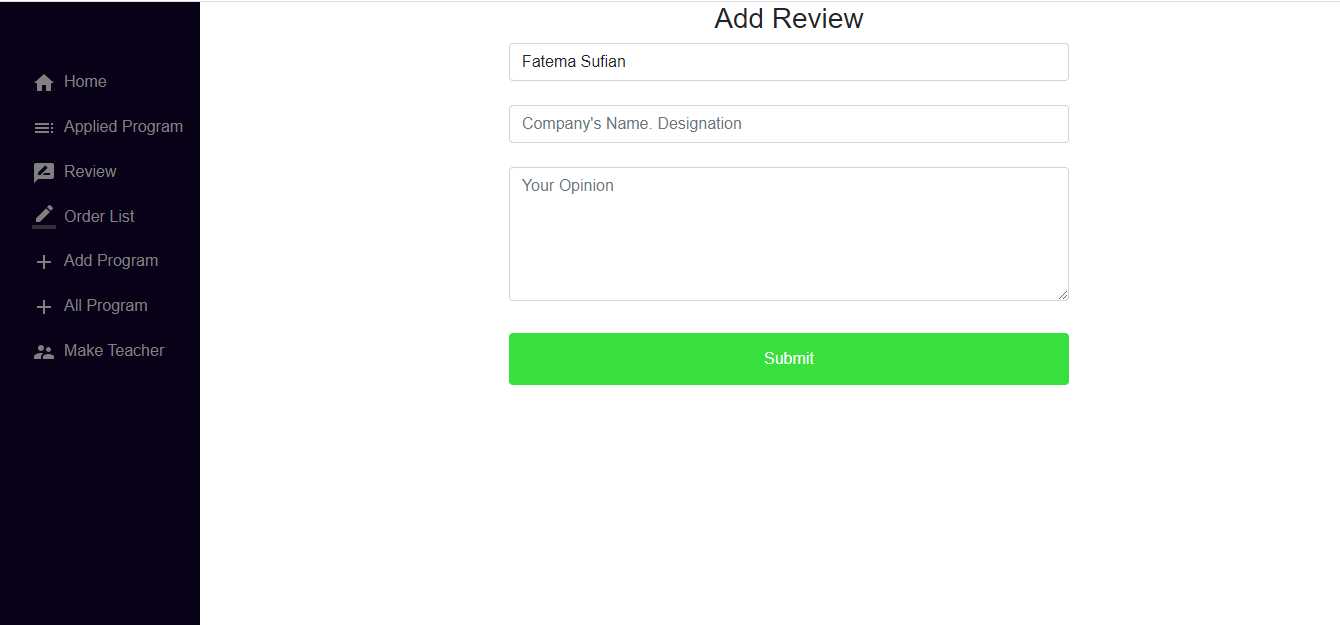 Home
Applied Program
Review
Order List
Add Program
All Program
Make Teacher
Add Review
Fatema Sufian
Company's Name. Designation
Your Opinion
Submit